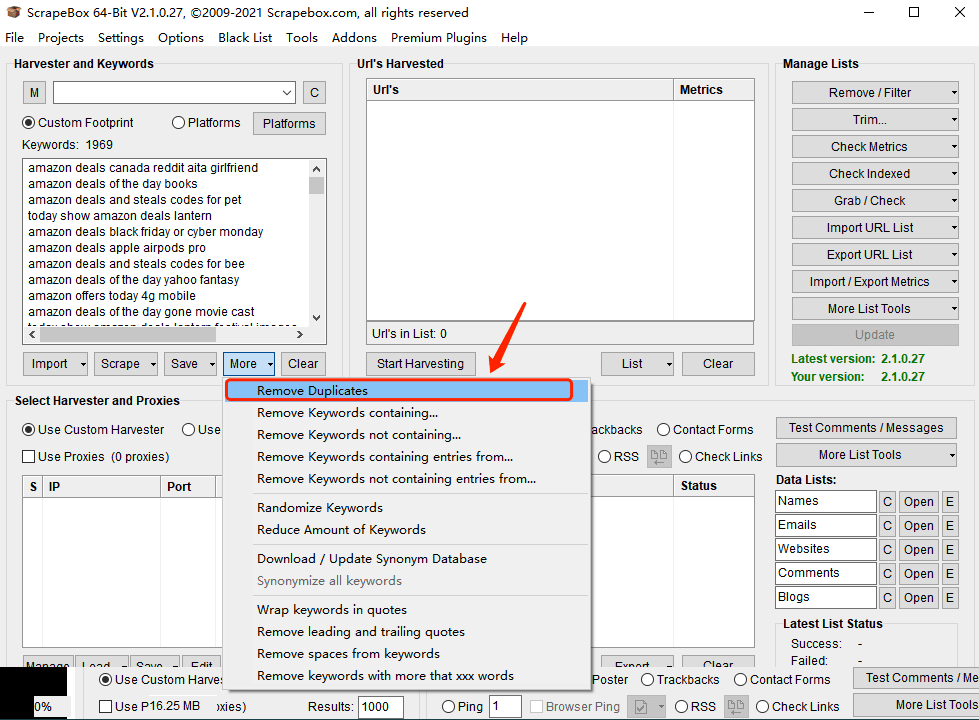 ScrapeBox 64-Bit V2.1.0.27, ©2009-2021 Scrapebox.com, all rights reserved
File Projects Settings Options Black List Tools Addons Premium Plugins Help
Harvester and Keywords
M C
Custom Footprint Platforms Platforms
Keywords: 1969
amazon deals canada reddit aita girlfriend
amazon deals of the day books
amazon deals and steals codes for pet
today show amazon deals lantern
amazon deals black friday or cyber monday
amazon deals apple airpods pro
amazon deals and steals codes for bee
amazon deals of the day yahoo fantasy
amazon offers today 4g mobile
amazon deals of the day gone movie cast
today show amazon deals lantern festival images
Import Scrape Save More Clear
Url's Harvested
Url's Metrics
Url's in List: 0
Start Harvesting List Clear
Manage Lists
Remove / Filter
Trim...
Check Metrics
Check Indexed
Grab / Check
Import URL List
Export URL List
Import / Export Metrics
More List Tools
Update
Latest version: 2.1.0.27
Your version: 2.1.0.27
Remove Duplicates
Remove Keywords containing...
Remove Keywords not containing...
Remove Keywords containing entries from...
Remove Keywords not containing entries from...
Randomize Keywords
Reduce Amount of Keywords
Download / Update Synonym Database
Synonymize all keywords
Wrap keywords in quotes
Remove leading and trailing quotes
Remove spaces from keywords
Remove keywords with more that xxx words
Select Harvester and Proxies
Use Custom Harvester Use
Use Proxies (0 proxies)
S IP Port
Manage Load Save Edit
ackbacks Contact Forms
RSS Check Links
Status
Export Clear
Test Comments / Messages
More List Tools
Data Lists:
Names C Open E
Emails C Open E
Websites C Open E
Comments C Open E
Blogs C Open E
Latest List Status
Success: -
Failed: -
Use Custom Harves Poster Trackbacks Contact Forms Test Comments / Me
0% Use P16.25 MB oxies) Results: 1000 Ping 1 Browser Ping RSS Check Links More List Tools